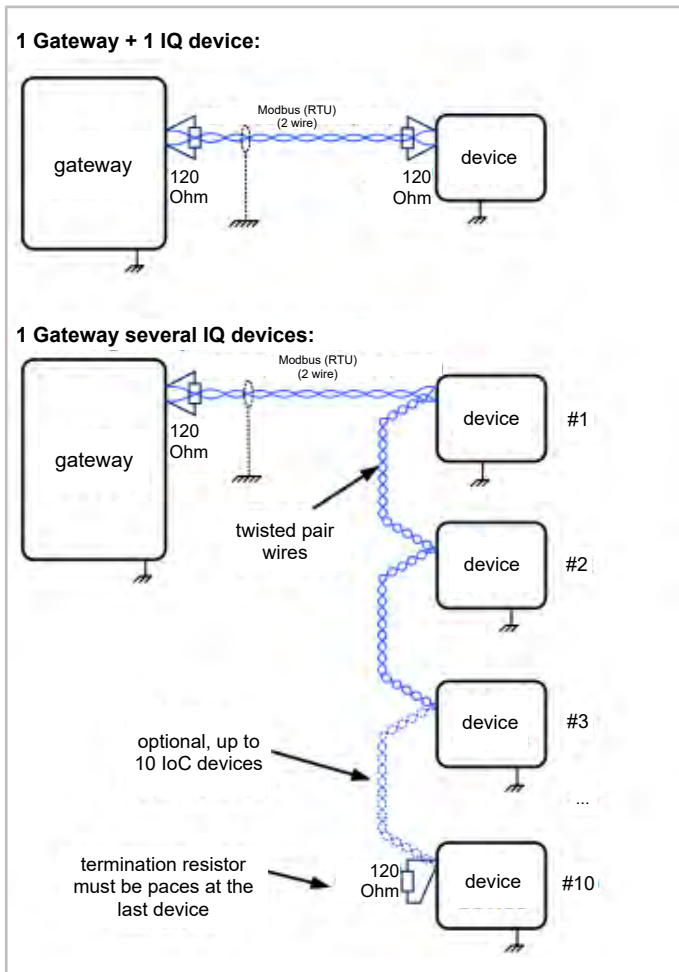 1 Gateway + 1 IQ device:
Modbus (RTU)
(2 wire)
gateway
device
120
Ohm
120
Ohm
1 Gateway several IQ devices:
Modbus (RTU)
(2 wire)
device
#1
120
Ohm
gateway
twisted pair
wires
device
#2
device
#3
optional, up to
10 IoC devices
...
termination resistor
must be paces at the
last device
120
Ohm
device
#10